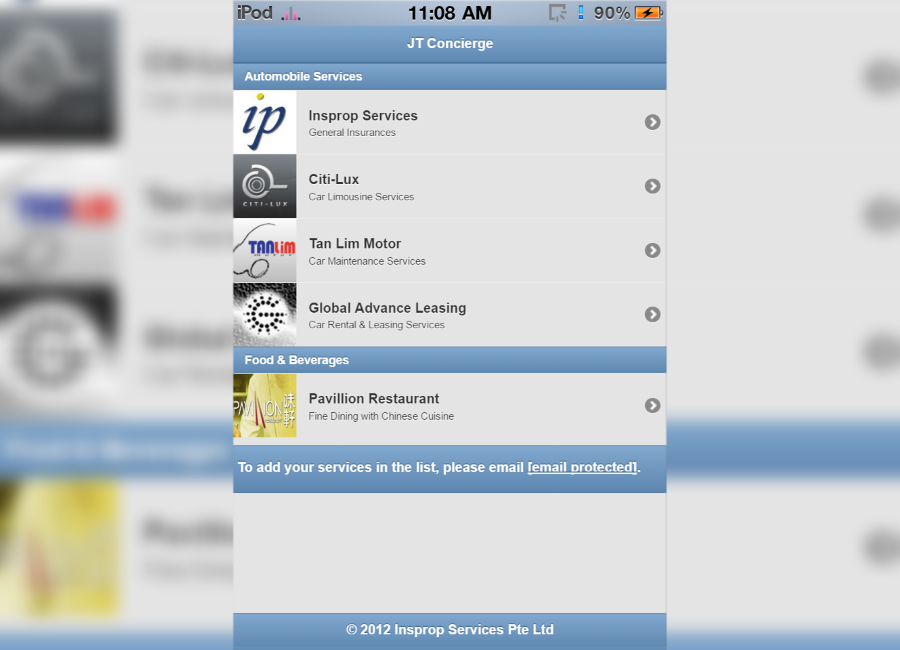 iPod 11:08 AM 90%
JT Concierge
Automobile Services
ip
Insprop Services
General Insurances
CITI-LUX
Citi-Lux
Car Limousine Services
TANLIM
Tan Lim Motor
Car Maintenance Services
G
Global Advance Leasing
Car Rental & Leasing Services
Food & Beverages
PAVILLION
Pavillion Restaurant
Fine Dining with Chinese Cuisine
To add your services in the list, please email [email protected].
© 2012 Insprop Services Pte Ltd